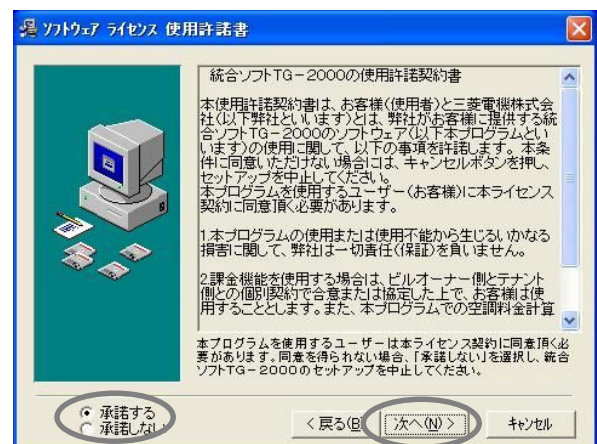 ソフトウェア ライセンス 使用許諾書
統合ソフトTG-2000の使用許諾契約書
本使用許諾契約書は、お客様(使用者)と三菱電機株式会
社(以下弊社といいます)とは、弊社がお客様に提供する統
合ソフトTG-2000のソフトウェア(以下本プログラムとい
います)の使用に関して、以下の事項を許諾します。本条
件に同意いただけない場合には、キャンセルボタンを押し、
セットアップを中止してください。
本プログラムを使用するユーザー(お客様)に本ライセンス
契約に同意頂く必要があります。
1.本プログラムの使用または使用不能から生じるいかなる
損害に関して、弊社は一切責任(保証)を負いません。
2.課金機能を使用する場合は、ビルオーナー側とテナント
側との個別契約で合意または協定した上で、お客様は使
用することとします。また、本プログラムでの空調料金計算
本プログラムを使用するユーザーは本ライセンス契約に同意頂く必
要があります。同意を得られない場合、「承諾しない」を選択し、統合
ソフトTG-2000のセットアップを中止してください。
承諾する
承諾しない
< 戻る(B)
次へ(N) >
キャンセル